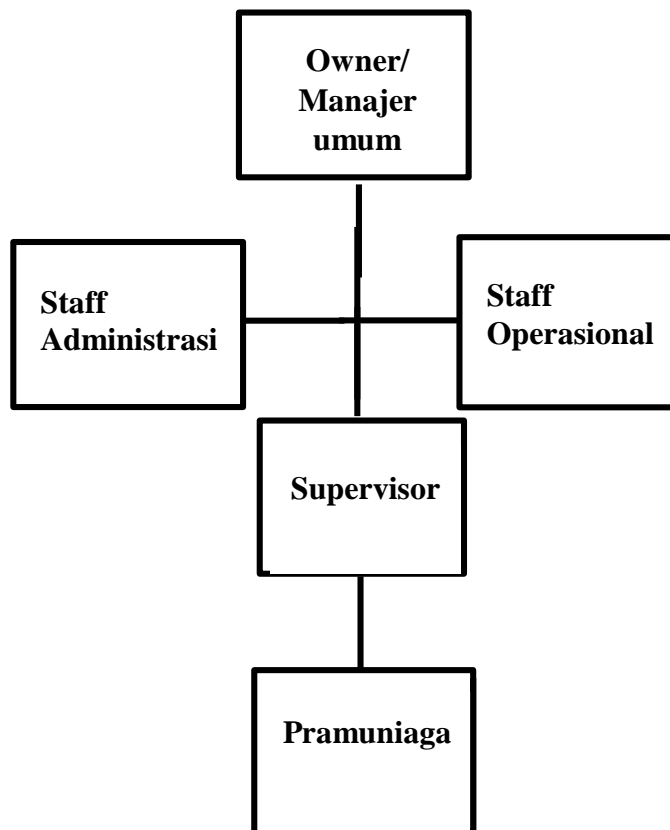 Owner/
Manajer
umum
Staff
Administrasi
Staff
Operasional
Supervisor
Pramuniaga